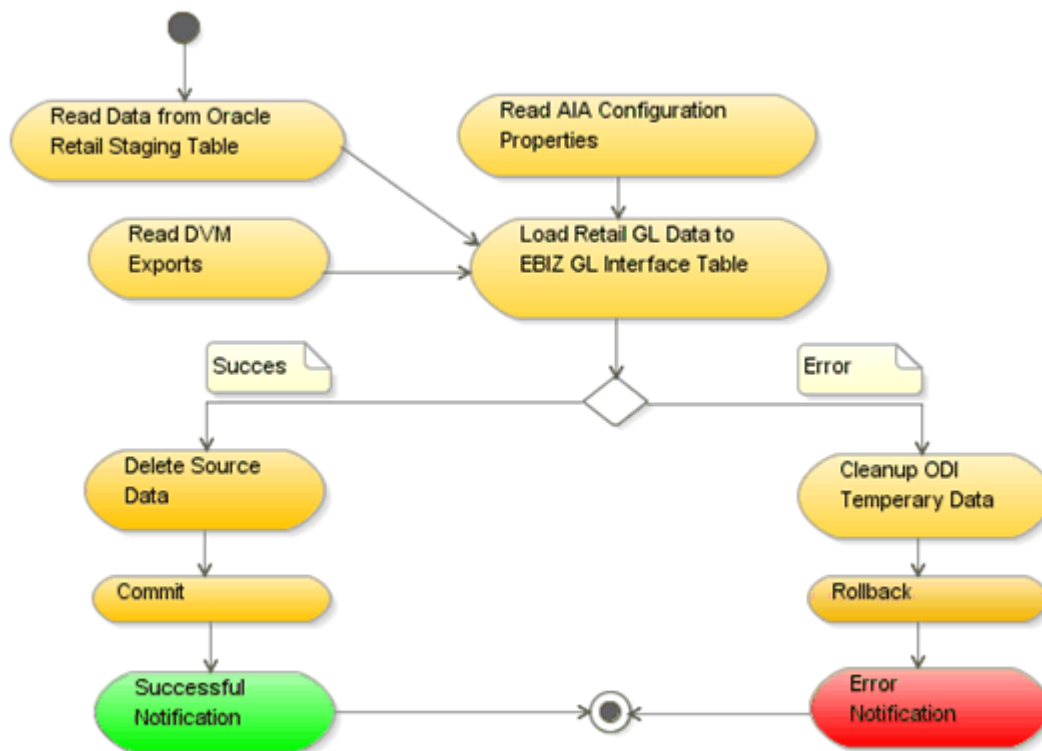 Read Data from Oracle
Retail Staging Table
Read AIA Configuration
Properties
Read DVM
Exports
Load Retail GL Data to
EBIZ GL Interface Table
Succes
Error
Delete Source
Data
Cleanup ODI
Temperary Data
Commit
Rollback
Successful
Notification
Error
Notification